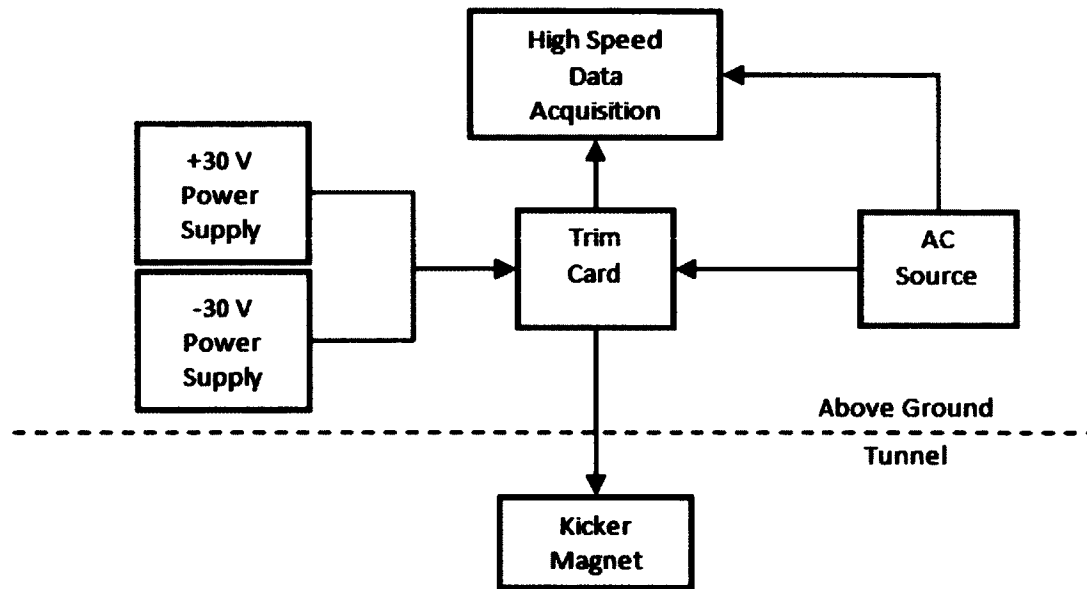 High Speed
Data
Acquisition
+30 V
Power
Supply
Trim
Card
AC
Source
-30 V
Power
Supply
Above Ground
Tunnel
Kicker
Magnet